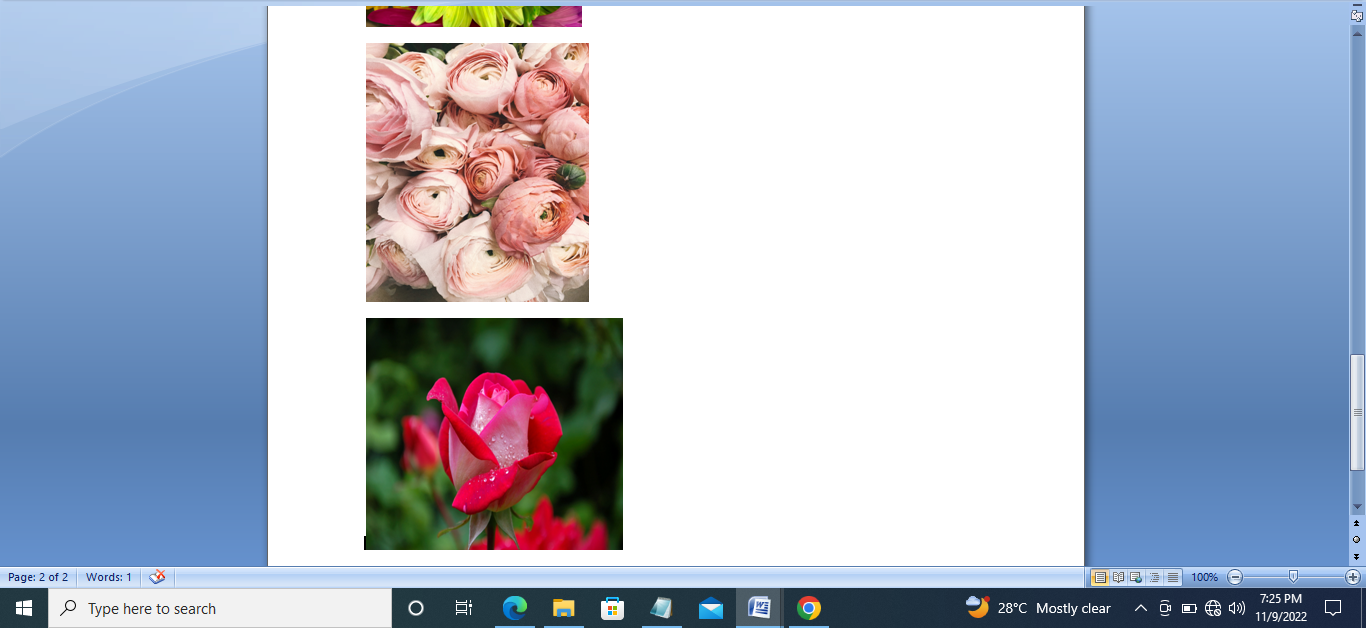 Page: 2 of 2 Words: 1 100%
Type here to search 28°C Mostly clear 7:25 PM
11/9/2022